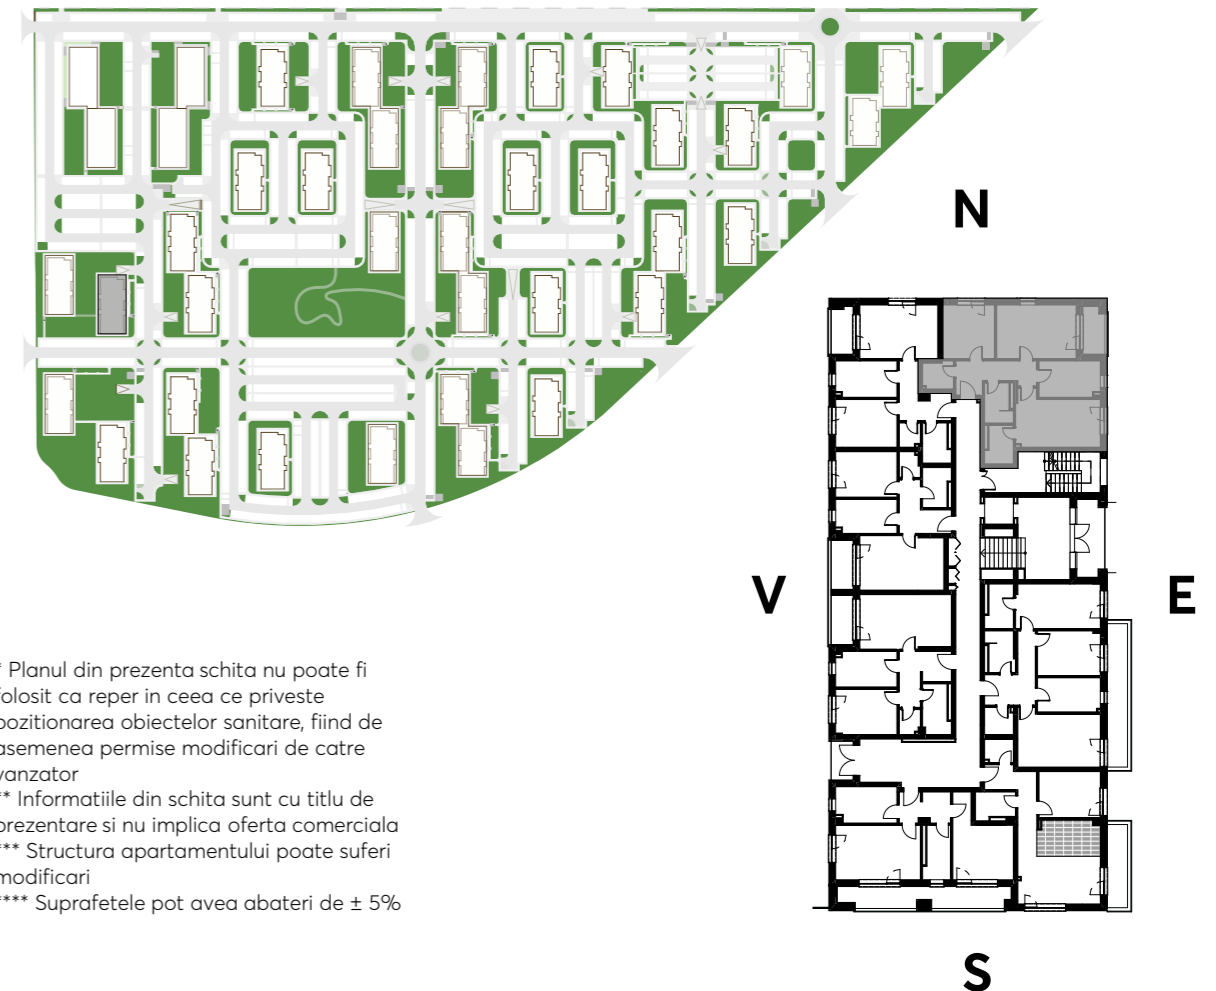 N
V
E
S
* Planul din prezenta schita nu poate fi
folosit ca reper in ceea ce priveste
pozitionarea obiectelor sanitare, fiind de
asemenea permise modificari de catre
vanzator
** Informatiile din schita sunt cu titlu de
prezentare si nu implica oferta comerciala
*** Structura apartamentului poate suferi
modificari
**** Suprafetele pot avea abateri de ± 5%